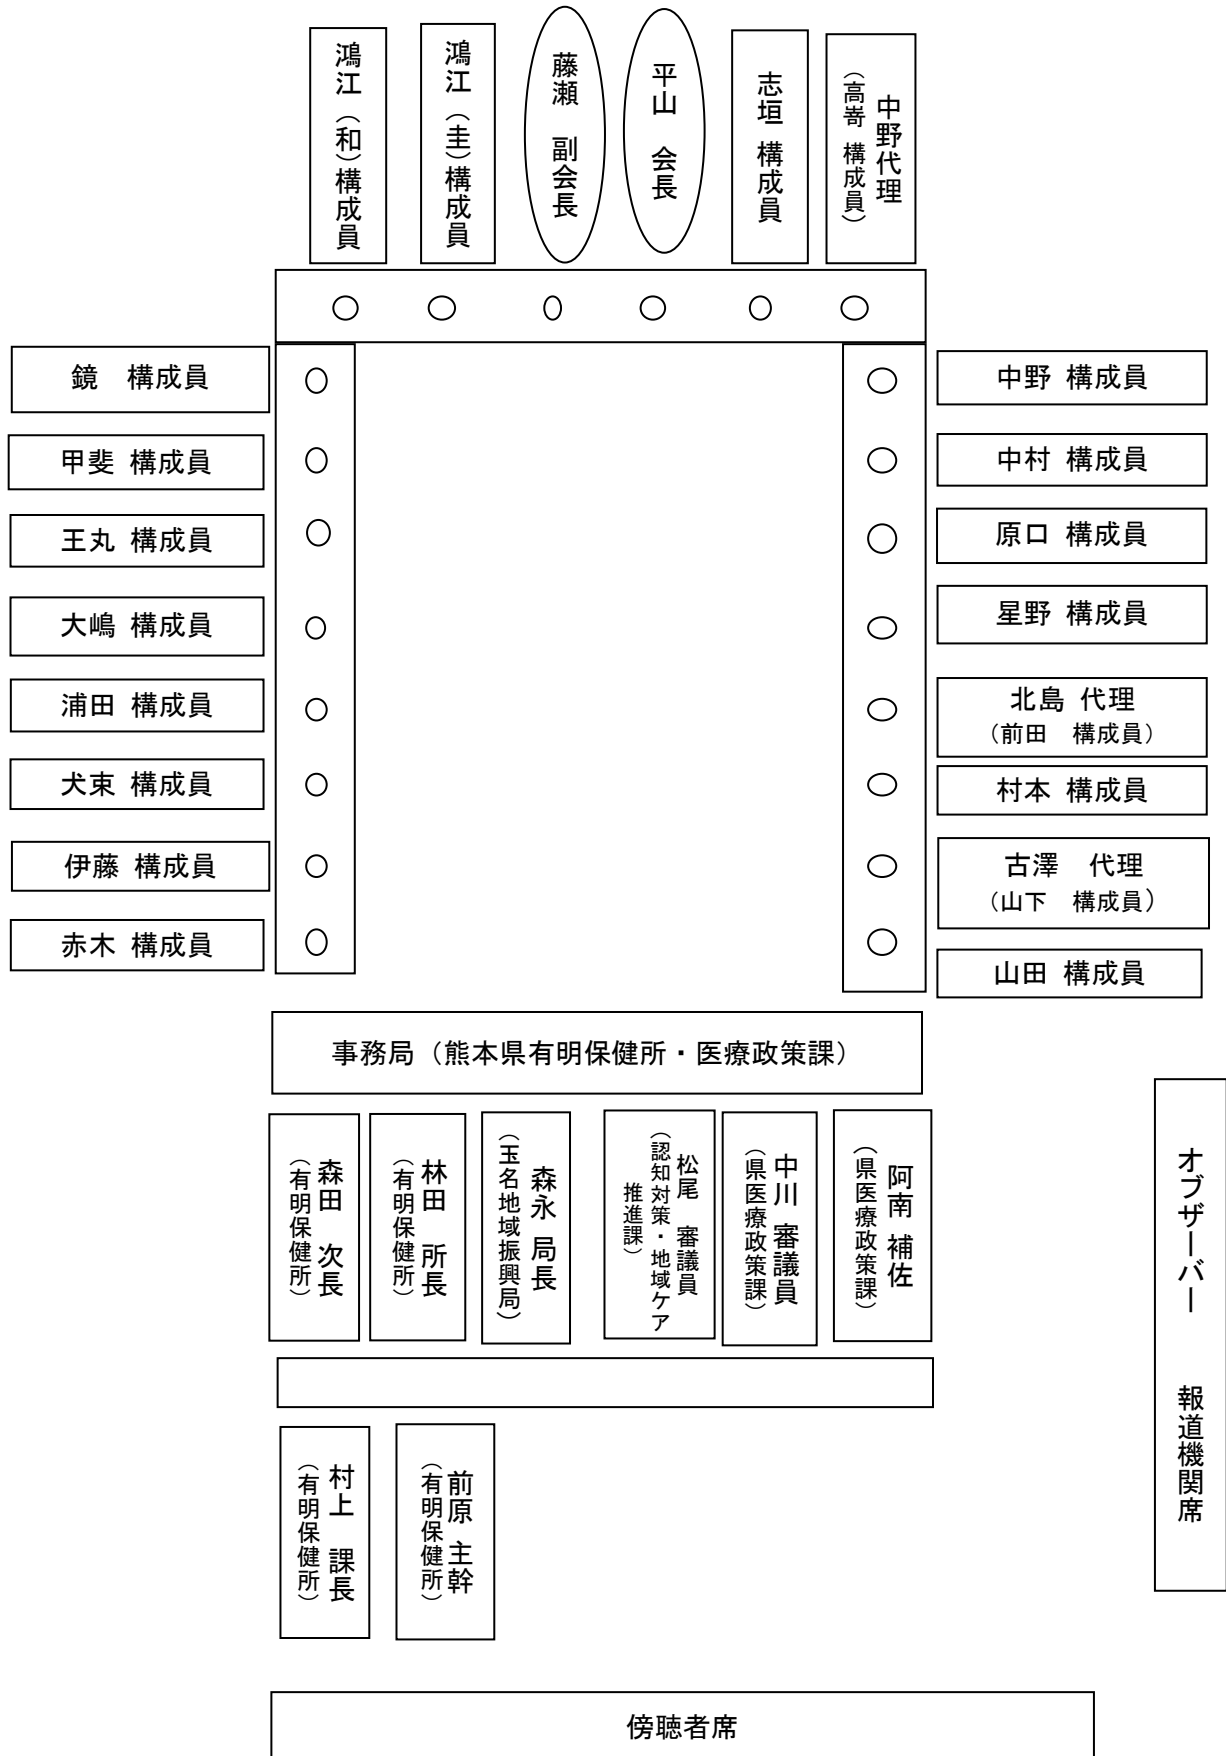 鴻江（和）構成員
鴻江（圭）構成員
藤瀬　副会長
平山　会長
志垣 構成員
中野代理
（高嵜 構成員）
鏡　構成員
甲斐 構成員
王丸 構成員
大嶋 構成員
浦田 構成員
犬束 構成員
伊藤 構成員
赤木 構成員
中野 構成員
中村 構成員
原口 構成員
星野 構成員
北島 代理
（前田　構成員）
村本 構成員
古澤　代理
（山下　構成員）
山田 構成員
事務局（熊本県有明保健所・医療政策課）
森田　次長
（有明保健所）
林田　所長
（有明保健所）
森永 局長
（玉名地域振興局）
松尾　審議員
（認知対策・地域ケア
推進課）
中川 審議員
（県医療政策課）
阿南 補佐
（県医療政策課）
オブザーバー　　報道機関席
村上　課長
（有明保健所）
前原 主幹
（有明保健所）
傍聴者席